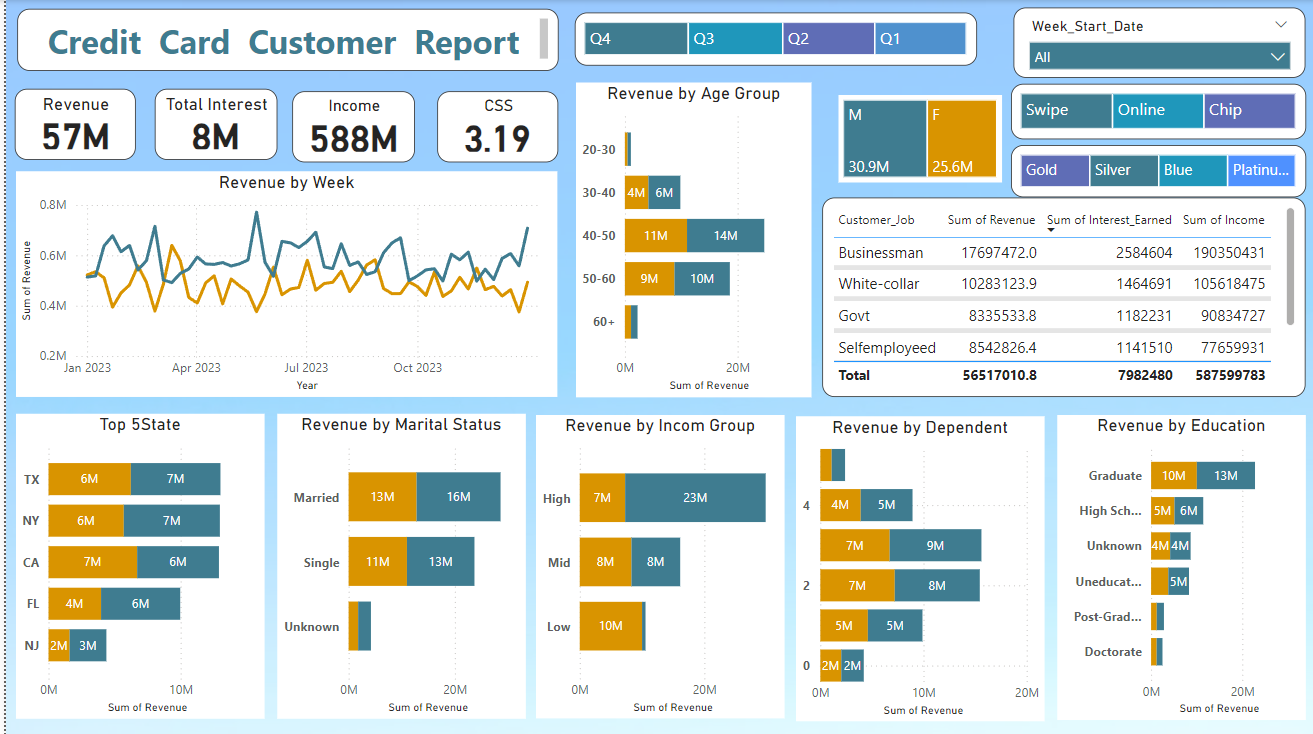 Credit Card Customer Report
Q4 Q3 Q2 Q1
Week_Start_Date
All
Revenue
57M
Total Interest
8M
Income
588M
CSS
3.19
Swipe Online Chip
Gold Silver Blue Platinu...
M
30.9M
F
25.6M
Revenue by Week
Sum of Revenue
0.8M
0.6M
0.4M
0.2M
Jan 2023 Apr 2023 Jul 2023 Oct 2023
Year
Revenue by Age Group
20-30
30-40 4M 6M
40-50 11M 14M
50-60 9M 10M
60+
0M 20M
Sum of Revenue
Customer_Job Sum of Revenue Sum of Interest_Earned Sum of Income
Businessman 17697472.0 2584604 190350431
White-collar 10283123.9 1464691 105618475
Govt 8335533.8 1182231 90834727
Selfemployeed 8542826.4 1141510 77659931
Total 56517010.8 7982480 587599783
Top 5State
TX 6M 7M
NY 6M 7M
CA 7M 6M
FL 4M 6M
NJ 2M 3M
0M 10M
Sum of Revenue
Revenue by Marital Status
Married 13M 16M
Single 11M 13M
Unknown
0M 20M
Sum of Revenue
Revenue by Incom Group
High 7M 23M
Mid 8M 8M
Low 10M
0M 20M
Sum of Revenue
Revenue by Dependent
4 4M 5M
7M 9M
2 7M 8M
5M 5M
0 2M 2M
0M 10M 20M
Sum of Revenue
Revenue by Education
Graduate 10M 13M
High Sch... 5M 6M
Unknown 4M 4M
Uneducat... 5M
Post-Grad...
Doctorate
0M 20M
Sum of Revenue